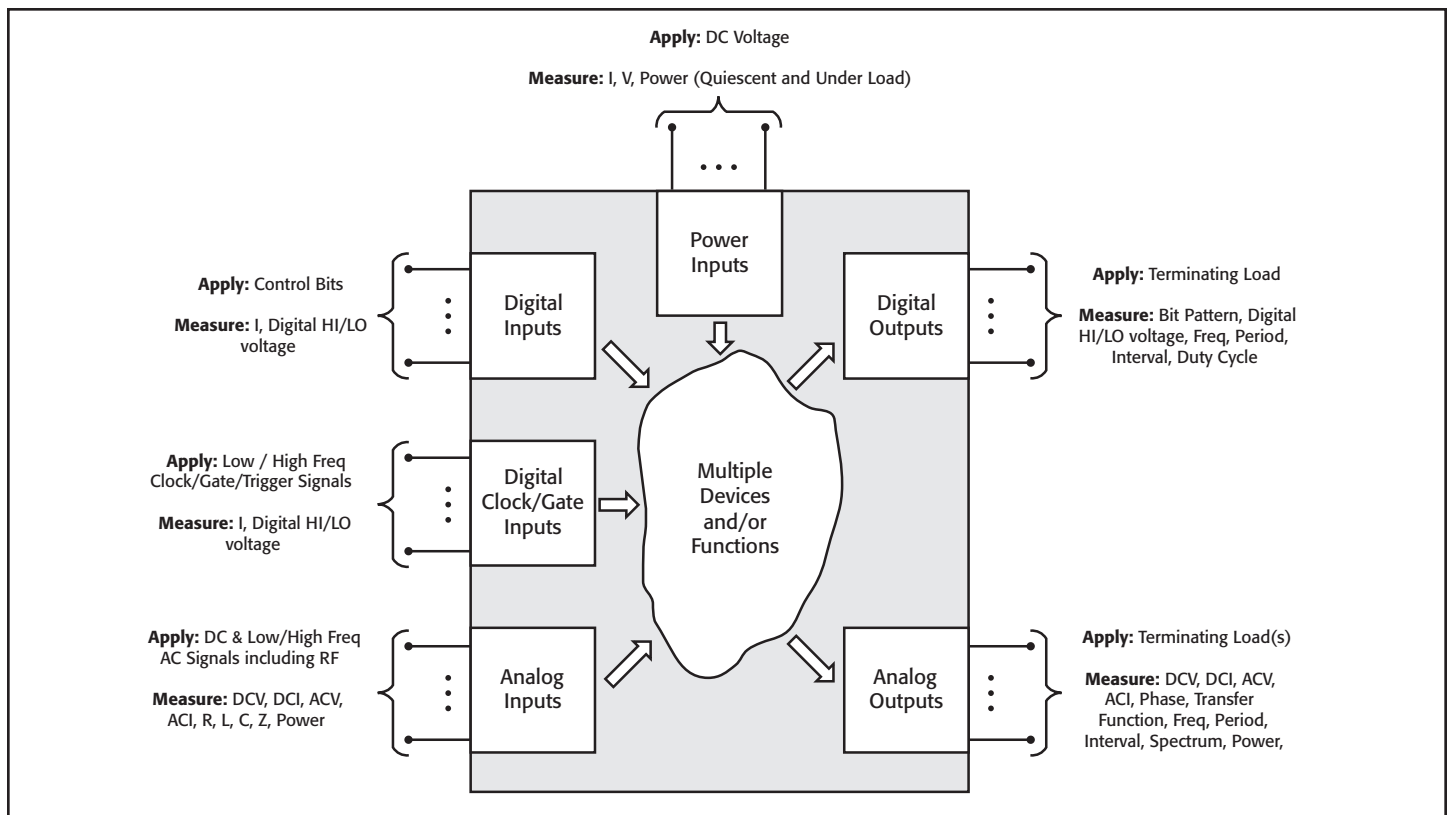 Apply: DC Voltage
Measure: I, V, Power (Quiescent and Under Load)
Power
Inputs
Apply: Control Bits
Measure: I, Digital HI/LO
voltage
Digital
Inputs
Digital
Outputs
Apply: Terminating Load
Measure: Bit Pattern, Digital
HI/LO voltage, Freq, Period,
Interval, Duty Cycle
Apply: Low / High Freq
Clock/Gate/Trigger Signals
Measure: I, Digital HI/LO
voltage
Digital
Clock/Gate
Inputs
Multiple
Devices
and/or
Functions
Apply: DC & Low/High Freq
AC Signals including RF
Measure: DCV, DCI, ACV,
ACI, R, L, C, Z, Power
Analog
Inputs
Analog
Outputs
Apply: Terminating Load(s)
Measure: DCV, DCI, ACV,
ACI, Phase, Transfer
Function, Freq, Period,
Interval, Spectrum, Power,